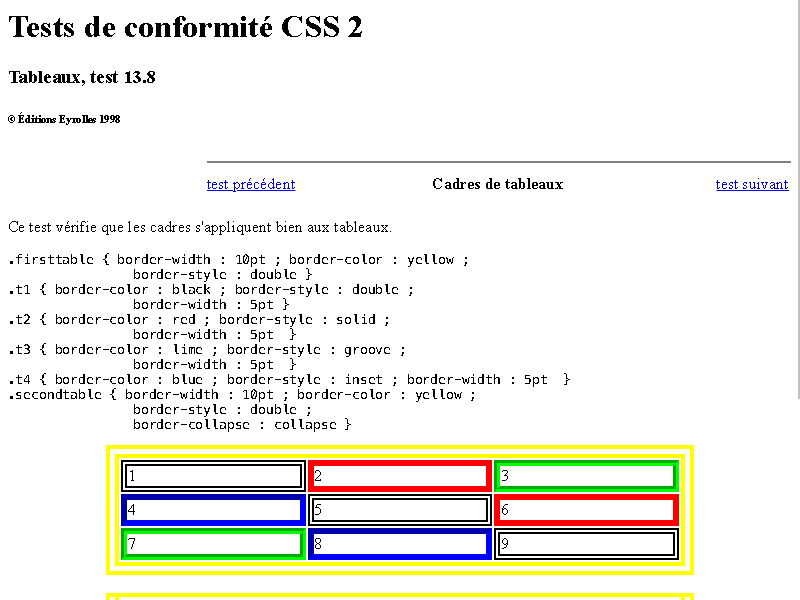 Tests de conformité CSS 2
Tableaux, test 13.8
© Éditions Eyrolles 1998
test précédent Cadres de tableaux test suivant
Ce test vérifie que les cadres s'appliquent bien aux tableaux.
.firsttable { border-width : 10pt ; border-color : yellow ;
border-style : double }
.t1 { border-color : black ; border-style : double ;
border-width : 5pt }
.t2 { border-color : red ; border-style : solid ;
border-width : 5pt  }
.t3 { border-color : lime ; border-style : groove ;
border-width : 5pt  }
.t4 { border-color : blue ; border-style : inset ; border-width : 5pt  }
.secondtable { border-width : 10pt ; border-color : yellow ;
border-style : double ;
border-collapse : collapse }
1 2 3
4 5 6
7 8 9